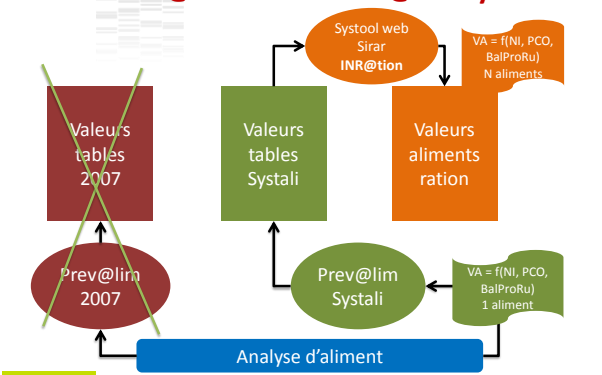 Systool web
Sirar
INR@tion
VA = f(NI, PCO,
BalProRu)
N aliments
Valeurs
tables
2007
Valeurs
tables
Systali
Valeurs
aliments
ration
Prev@lim
2007
Prev@lim
Systali
VA = f(NI, PCO,
BalProRu)
1 aliment
Analyse d'aliment